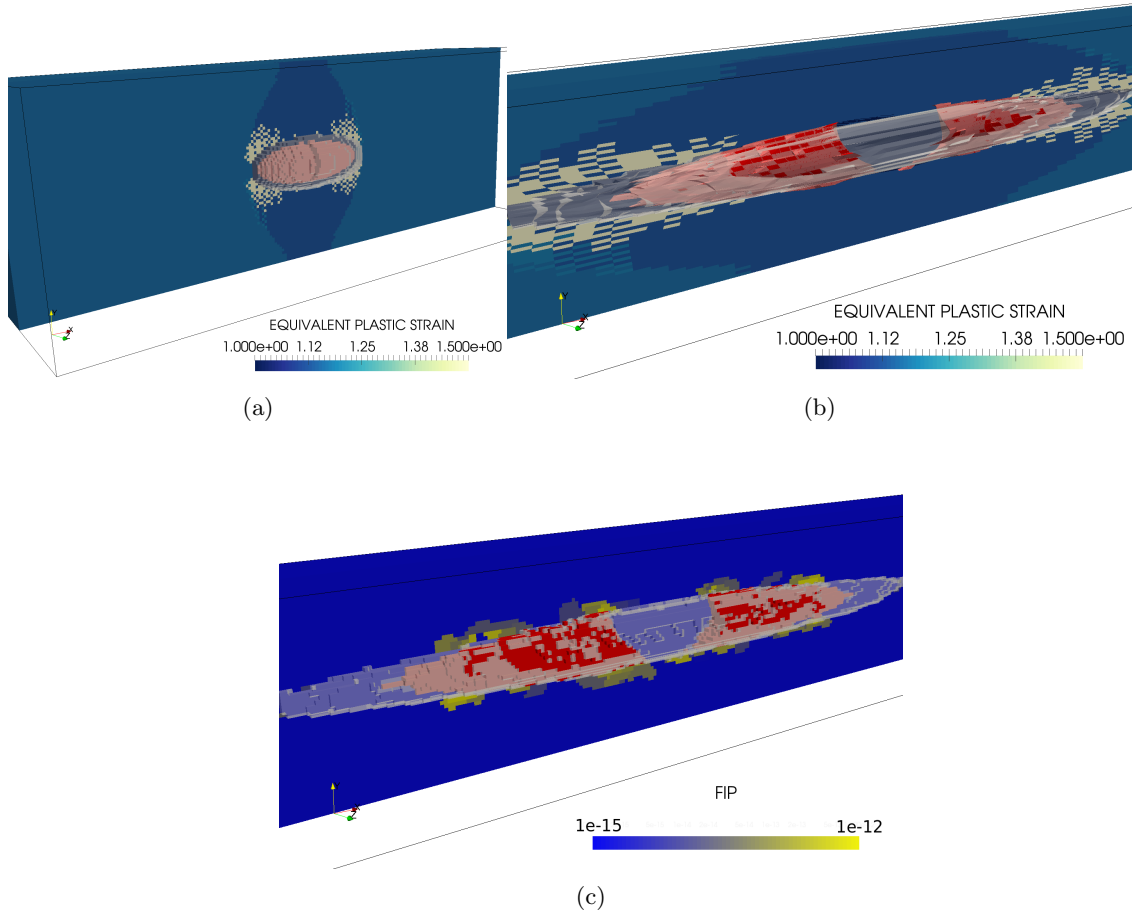 Y
X
Z
EQUIVALENT PLASTIC STRAIN
1.000e+00 1.12 1.25 1.38 1.500e+00
(a)
Y
X
Z
EQUIVALENT PLASTIC STRAIN
1.000e+00 1.12 1.25 1.38 1.500e+00
(b)
Y
X
Z
FIP
1e-15 1e-12
(c)